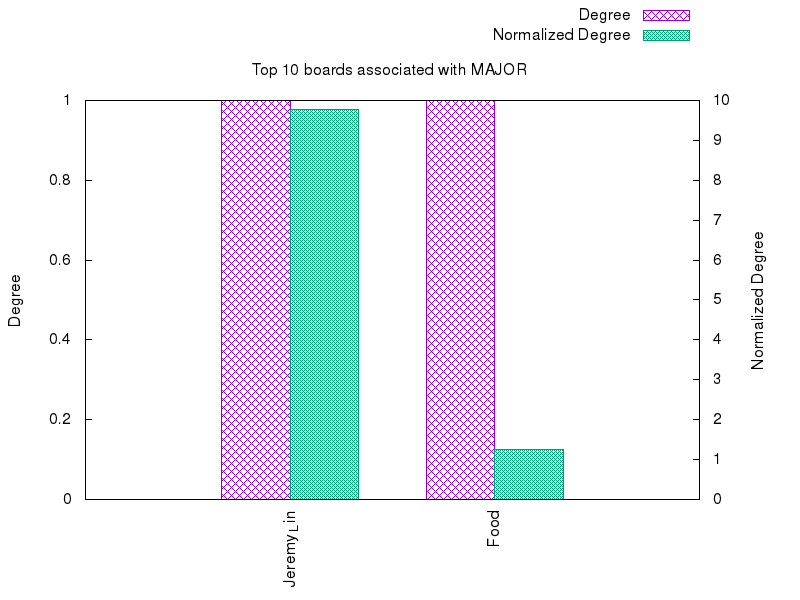 Degree
Normalized Degree
Top 10 boards associated with MAJOR
1
0.8
0.6
0.4
0.2
0
10
9
8
7
6
5
4
3
2
1
0
Degree
Normalized Degree
JeremyLin
Food